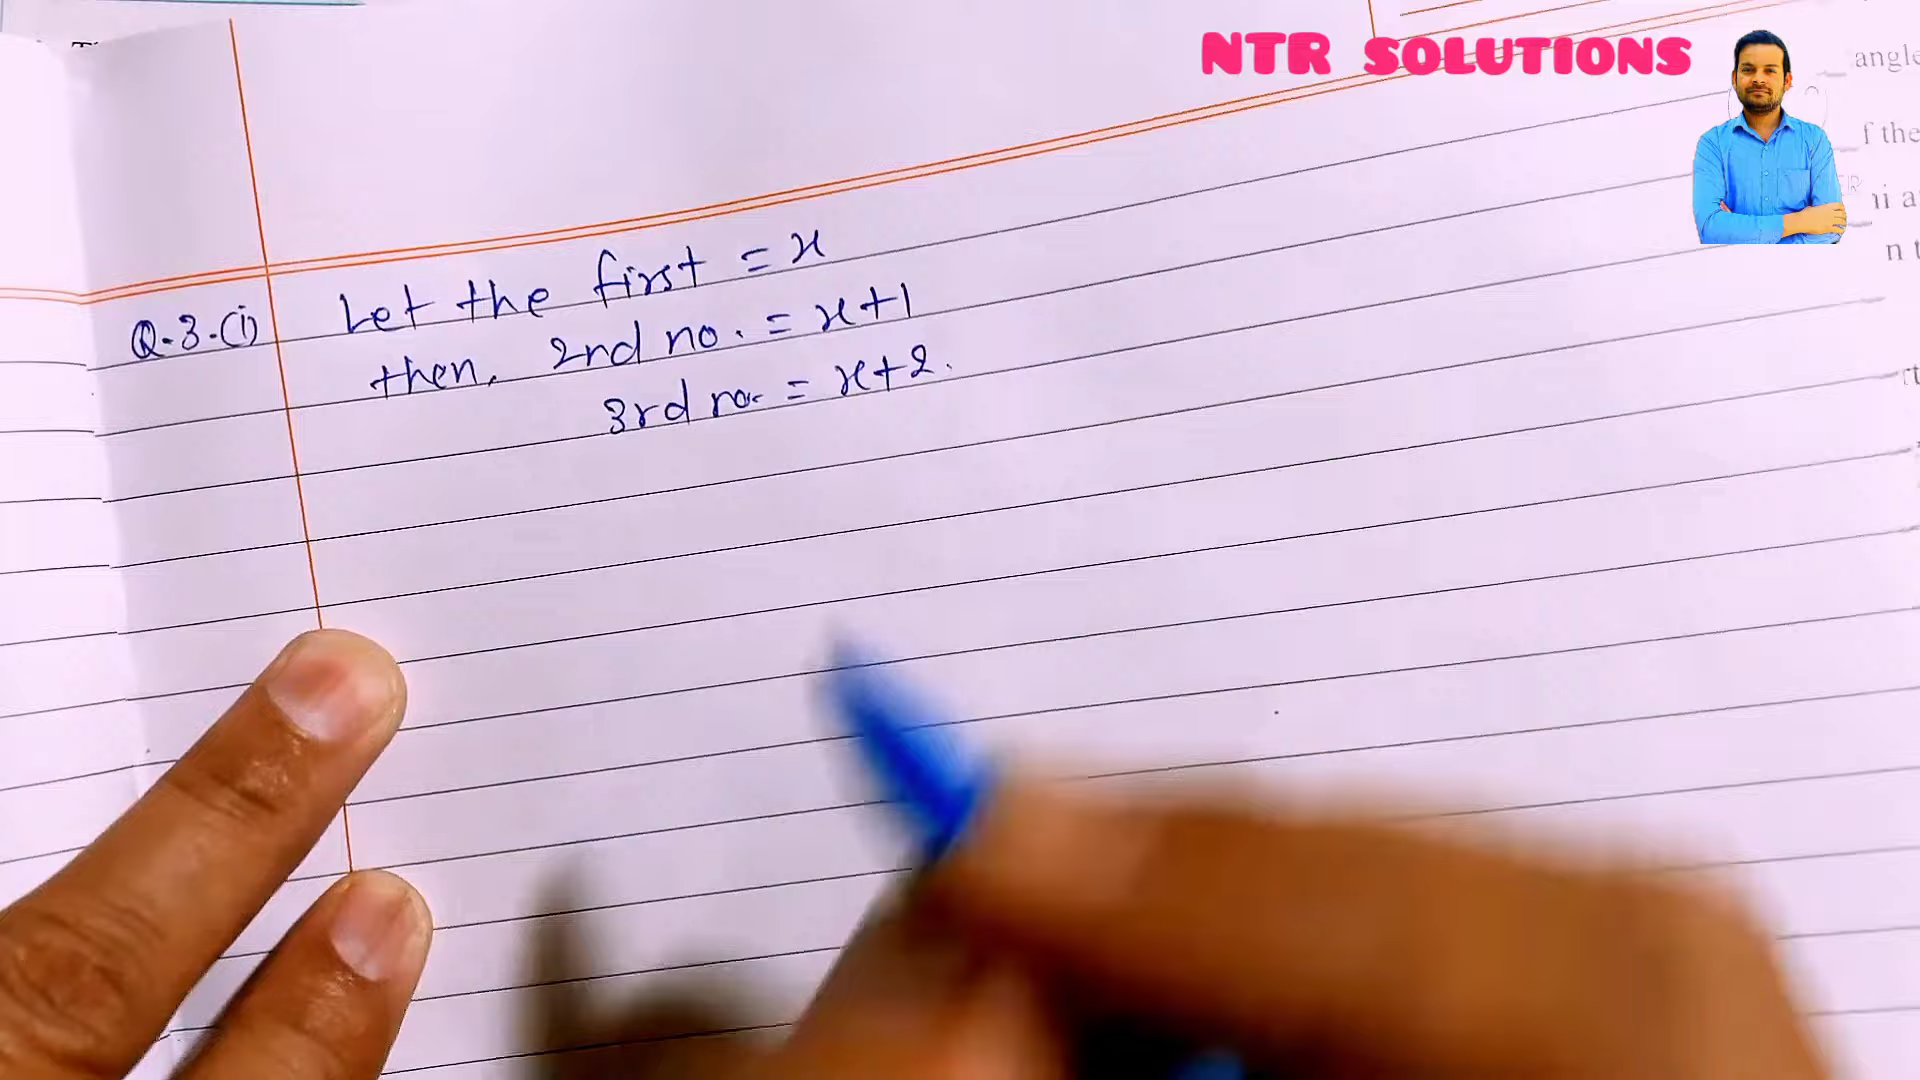 NTR SOLUTIONS
angle
f the
Q.3.(i) Let the first = x
then, 2nd no. = x+1
3rd no. = x+2.